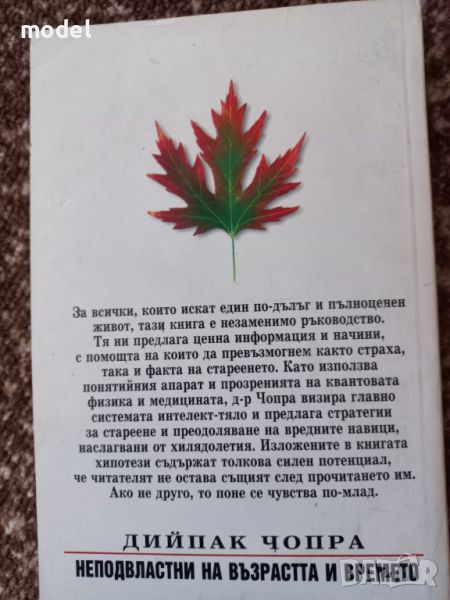 model
За всички, които искат един по-дълъг и пълноценен
живот, тази книга е незаменимо ръководство.
Тя ни предлага ценна информация и начини,
с помощта на които да превъзмогнем както страха,
така и факта на стареенето. Като използва
понятийния апарат и прозренията на квантовата
физика и медицината, д-р Чопра визира главно
системата интелект-тяло и предлага стратегии
за стареене и преодоляване на вредните навици,
наслагвани от хилядолетия. Изложените в книгата
хипотези съдържат толкова силен потенциал,
че читателят не остава същият след прочитането им.
Ако не друго, то поне се чувства по-млад.
ДИЙПАК ЧОПРА
НЕПОДВЛАСТНИ НА ВЪЗРАСТТА И ВРЕМЕТО